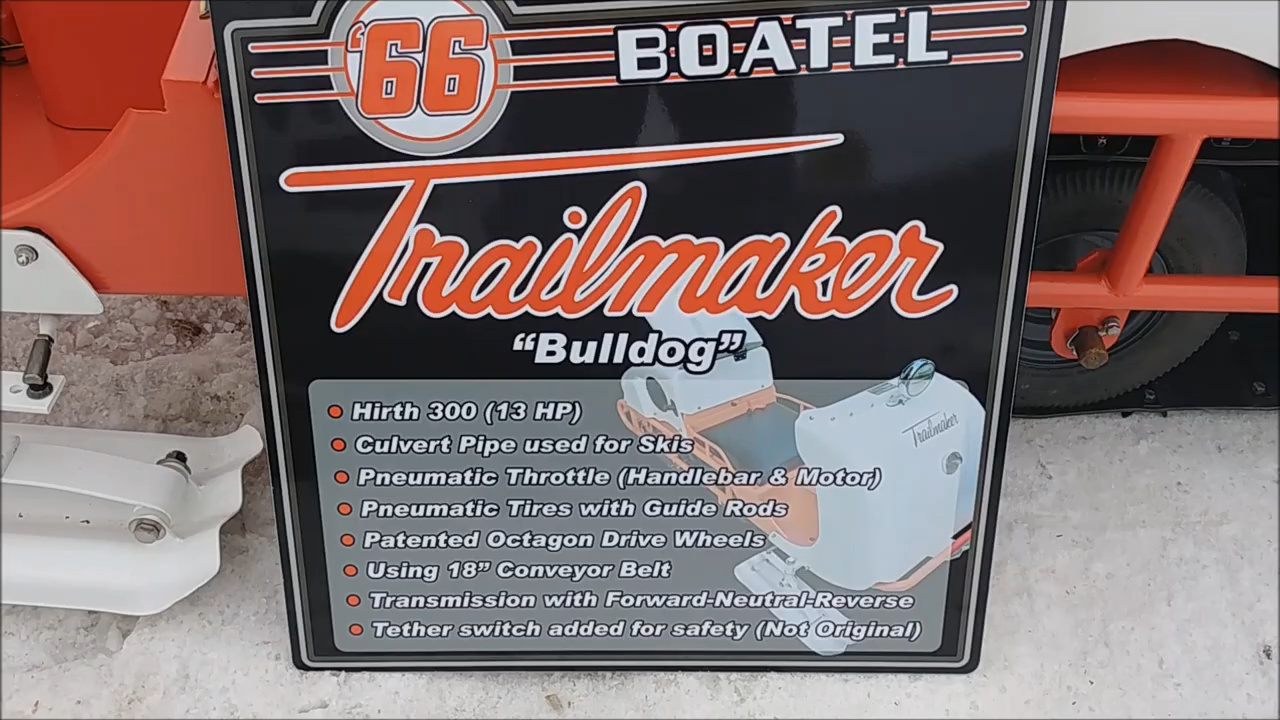 '66 BOATEL
Trailmaker
“Bulldog”
Hirth 300 (13 HP)
Culvert Pipe used for Skis
Pneumatic Throttle (Handlebar & Motor)
Pneumatic Tires with Guide Rods
Patented Octagon Drive Wheels
Using 18” Conveyor Belt
Transmission with Forward-Neutral-Reverse
Tether switch added for safety (Not Original)
Trailmaker